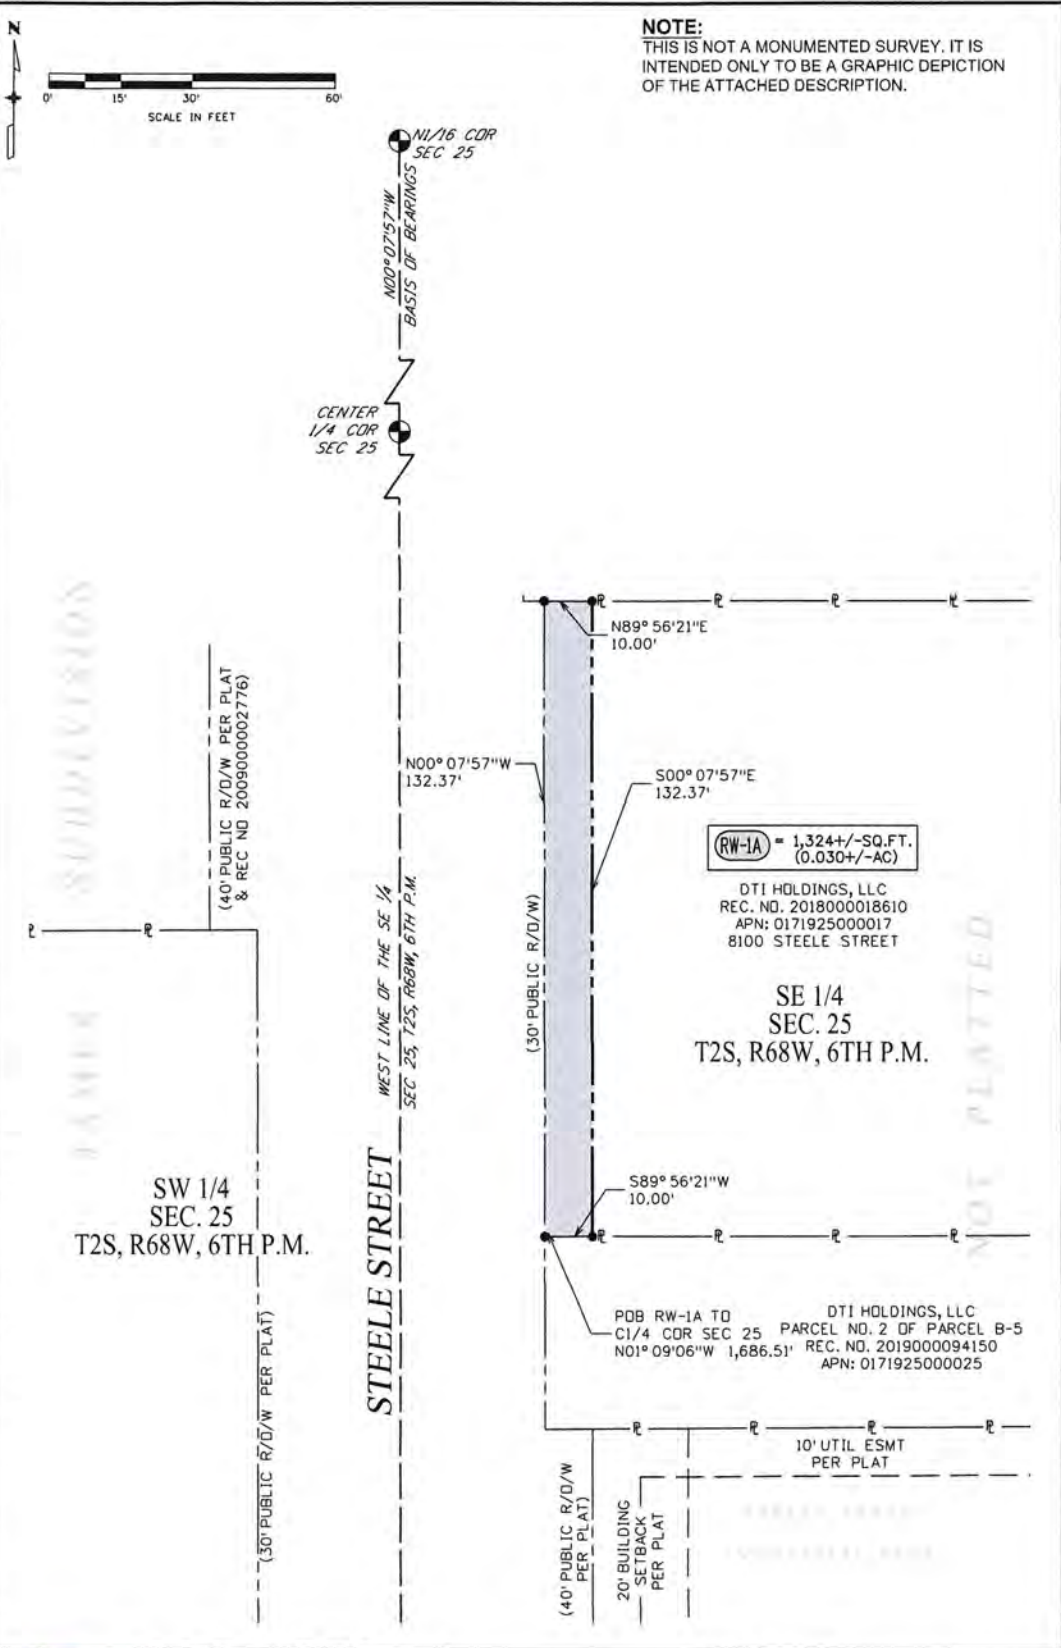 N
0' 15' 30' 60'
SCALE IN FEET
NOTE:
THIS IS NOT A MONUMENTED SURVEY. IT IS
INTENDED ONLY TO BE A GRAPHIC DEPICTION
OF THE ATTACHED DESCRIPTION.
N1/16 COR
SEC 25
N00°07'57"W
BASIS OF BEARINGS
CENTER
1/4 COR
SEC 25
N89°56'21"E
10.00'
(40' PUBLIC R/O/W PER PLAT
& REC NO 2009000002776)
N00°07'57"W
132.37'
S00°07'57"E
132.37'
RW-1A = 1,324+/-SQ.FT.
(0.030+/-AC)
DTI HOLDINGS, LLC
REC. NO. 2018000018610
APN: 0171925000017
8100 STEELE STREET
SE 1/4
SEC. 25
T2S, R68W, 6TH P.M.
SUBDIVISION
NOT PLATTED
(30' PUBLIC R/O/W)
WEST LINE OF THE SE 1/4
SEC 25, T2S, R68W, 6TH P.M.
STEELE STREET
SW 1/4
SEC. 25
T2S, R68W, 6TH P.M.
S89°56'21"W
10.00'
POB RW-1A TO
C1/4 COR SEC 25
N01°09'06"W 1,686.51'
DTI HOLDINGS, LLC
PARCEL NO. 2 OF PARCEL B-5
REC. NO. 2019000094150
APN: 0171925000025
(30' PUBLIC R/O/W PER PLAT)
10' UTIL ESMT
PER PLAT
(40' PUBLIC R/O/W
PER PLAT)
20' BUILDING
SETBACK
PER PLAT